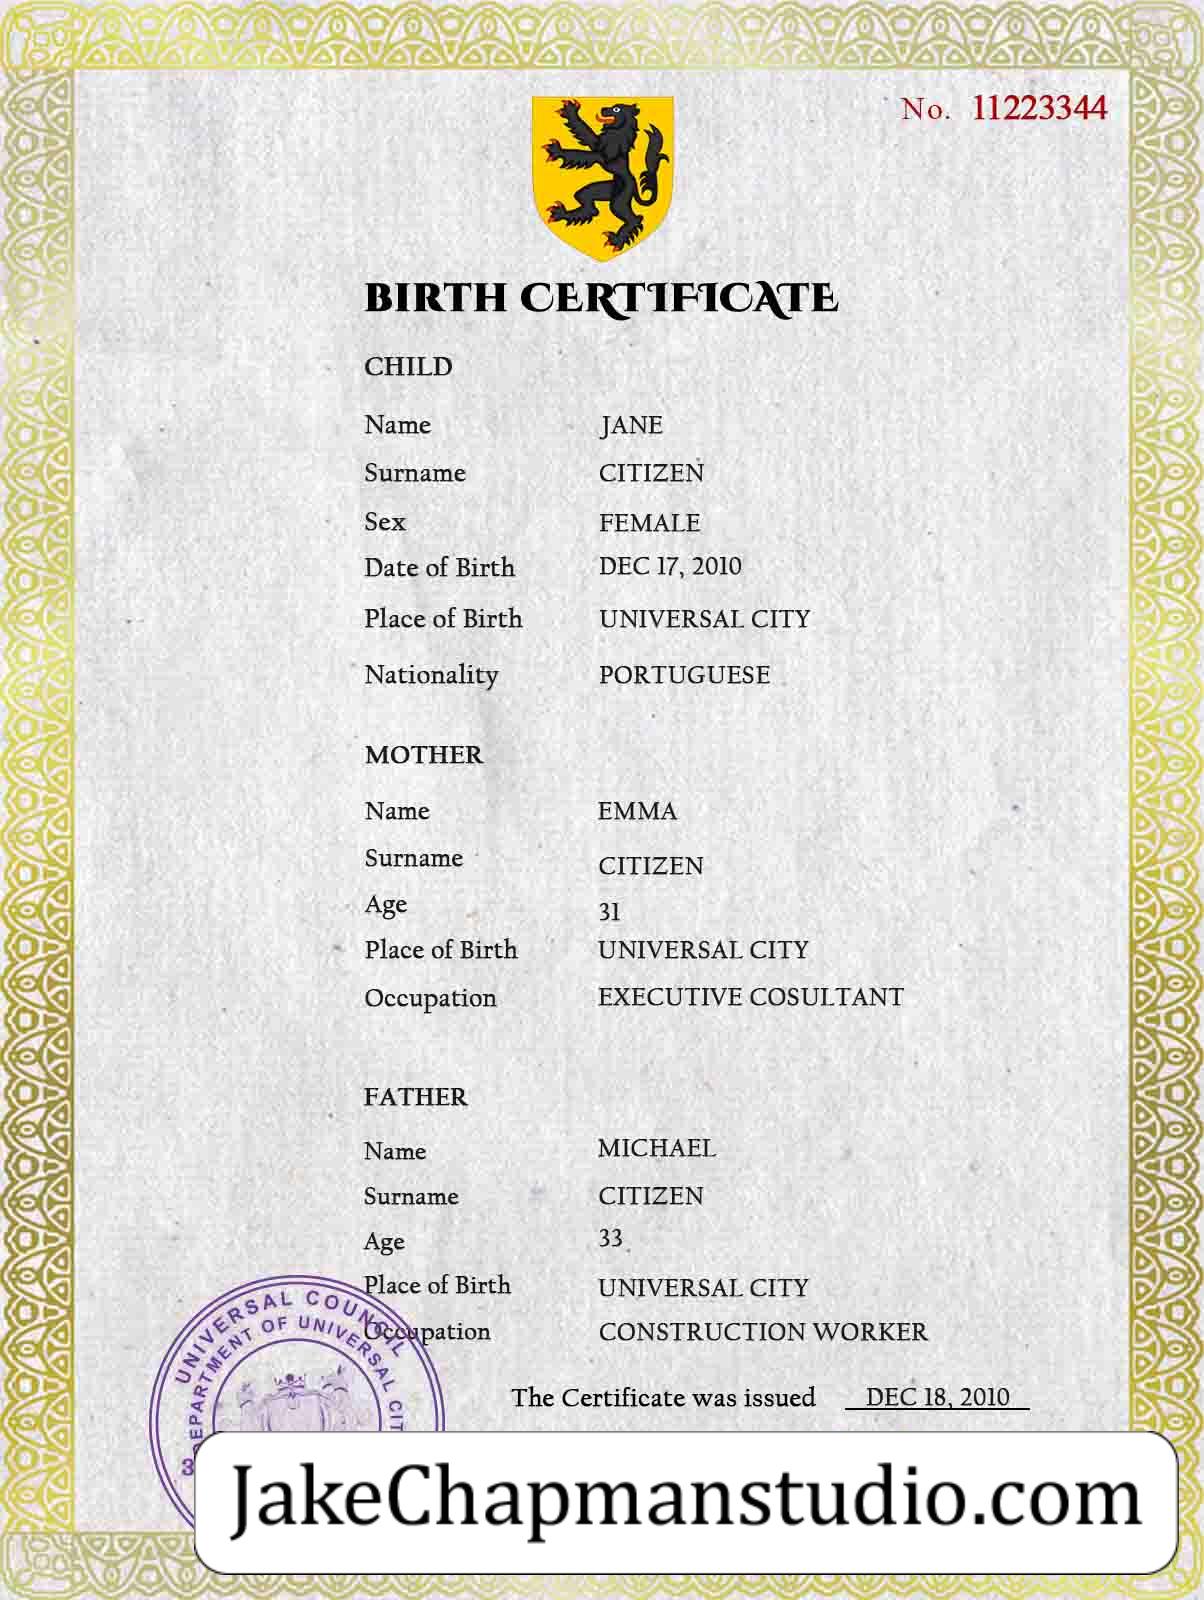 No. 11223344
BIRTH CERTIFICATE
CHILD
Name JANE
Surname CITIZEN
Sex FEMALE
Date of Birth DEC 17, 2010
Place of Birth UNIVERSAL CITY
Nationality PORTUGUESE
MOTHER
Name EMMA
Surname CITIZEN
Age 31
Place of Birth UNIVERSAL CITY
Occupation EXECUTIVE COSULTANT
FATHER
Name MICHAEL
Surname CITIZEN
Age 33
Place of Birth UNIVERSAL CITY
Occupation CONSTRUCTION WORKER
The Certificate was issued DEC 18, 2010
UNIVERSAL COUNCIL
DEPARTMENT OF UNIVERSAL CIT
3
JakeChapmanstudio.com